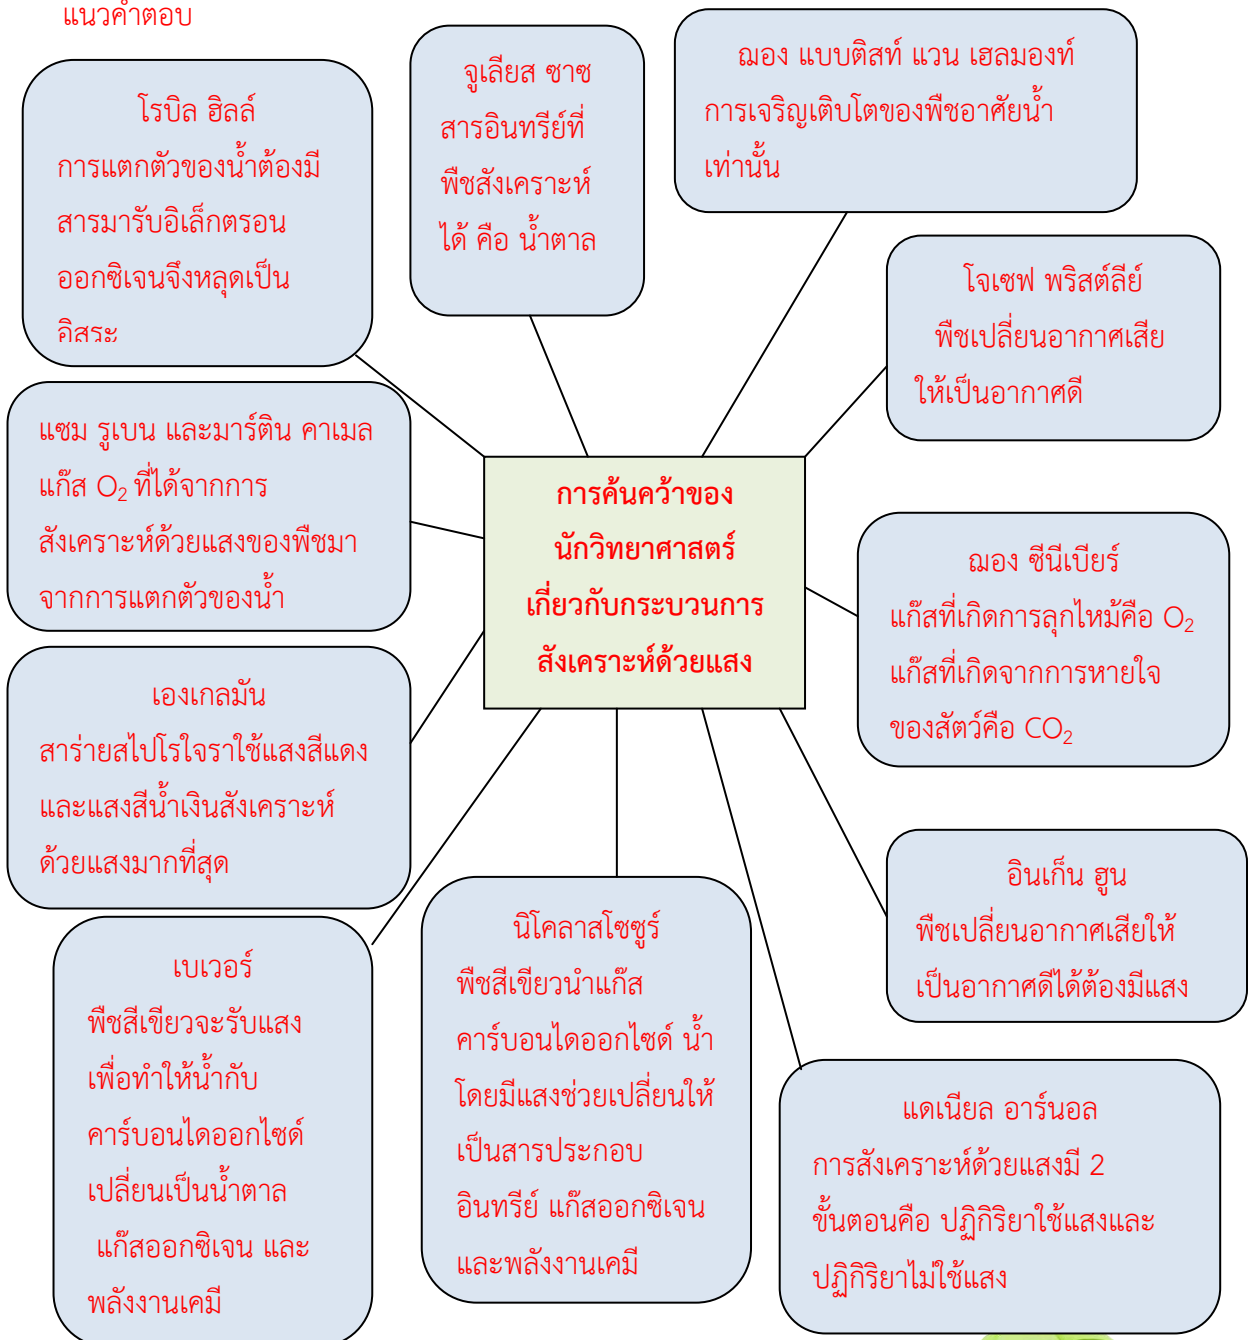 แนวคำตอบ
โรบิล ฮิลล์
การแตกตัวของน้ำต้องมี
สารมารับอิเล็กตรอน
ออกซิเจนจึงหลุดเป็น
อิสระ
จูเลียส ซาซ
สารอินทรีย์ที่
พืชสังเคราะห์
ได้ คือ น้ำตาล
ฌอง แบบติสท์ แวน เฮลมองท์
การเจริญเติบโตของพืชอาศัยน้ำ
เท่านั้น
โจเซฟ พริสต์ลีย์
พืชเปลี่ยนอากาศเสีย
ให้เป็นอากาศดี
แซม รูเบน และมาร์ติน คาเมล
แก๊ส O₂ ที่ได้จากการ
สังเคราะห์ด้วยแสงของพืชมา
จากการแตกตัวของน้ำ
การค้นคว้าของ
นักวิทยาศาสตร์
เกี่ยวกับกระบวนการ
สังเคราะห์ด้วยแสง
ฌอง ซีนีเบียร์
แก๊สที่เกิดการลุกไหม้คือ O₂
แก๊สที่เกิดจากการหายใจ
ของสัตว์คือ CO₂
เองเกลมัน
สาร่ายสไปโรใจราใช้แสงสีแดง
และแสงสีน้ำเงินสังเคราะห์
ด้วยแสงมากที่สุด
อินเก็น ฮูน
พืชเปลี่ยนอากาศเสียให้
เป็นอากาศดีได้ต้องมีแสง
เบเวอร์
พืชสีเขียวจะรับแสง
เพื่อทำให้น้ำกับ
คาร์บอนไดออกไซด์
เปลี่ยนเป็นน้ำตาล
แก๊สออกซิเจน และ
พลังงานเคมี
นิโคลาสโซซูร์
พืชสีเขียวนำแก๊ส
คาร์บอนไดออกไซด์ น้ำ
โดยมีแสงช่วยเปลี่ยนให้
เป็นสารประกอบ
อินทรีย์ แก๊สออกซิเจน
และพลังงานเคมี
แดเนียล อาร์นอล
การสังเคราะห์ด้วยแสงมี 2
ขั้นตอนคือ ปฏิกิริยาใช้แสงและ
ปฏิกิริยาไม่ใช้แสง